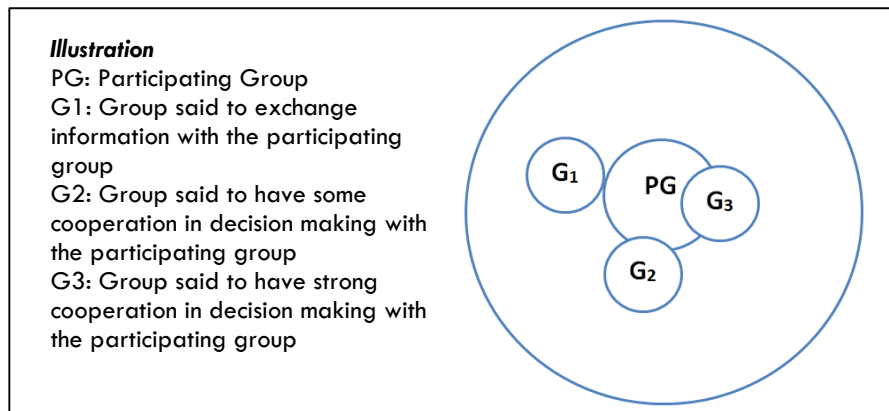 Illustration
PG: Participating Group
G1: Group said to exchange
information with the participating
group
G2: Group said to have some
cooperation in decision making with
the participating group
G3: Group said to have strong
cooperation in decision making with
the participating group
G1
PG
G3
G2